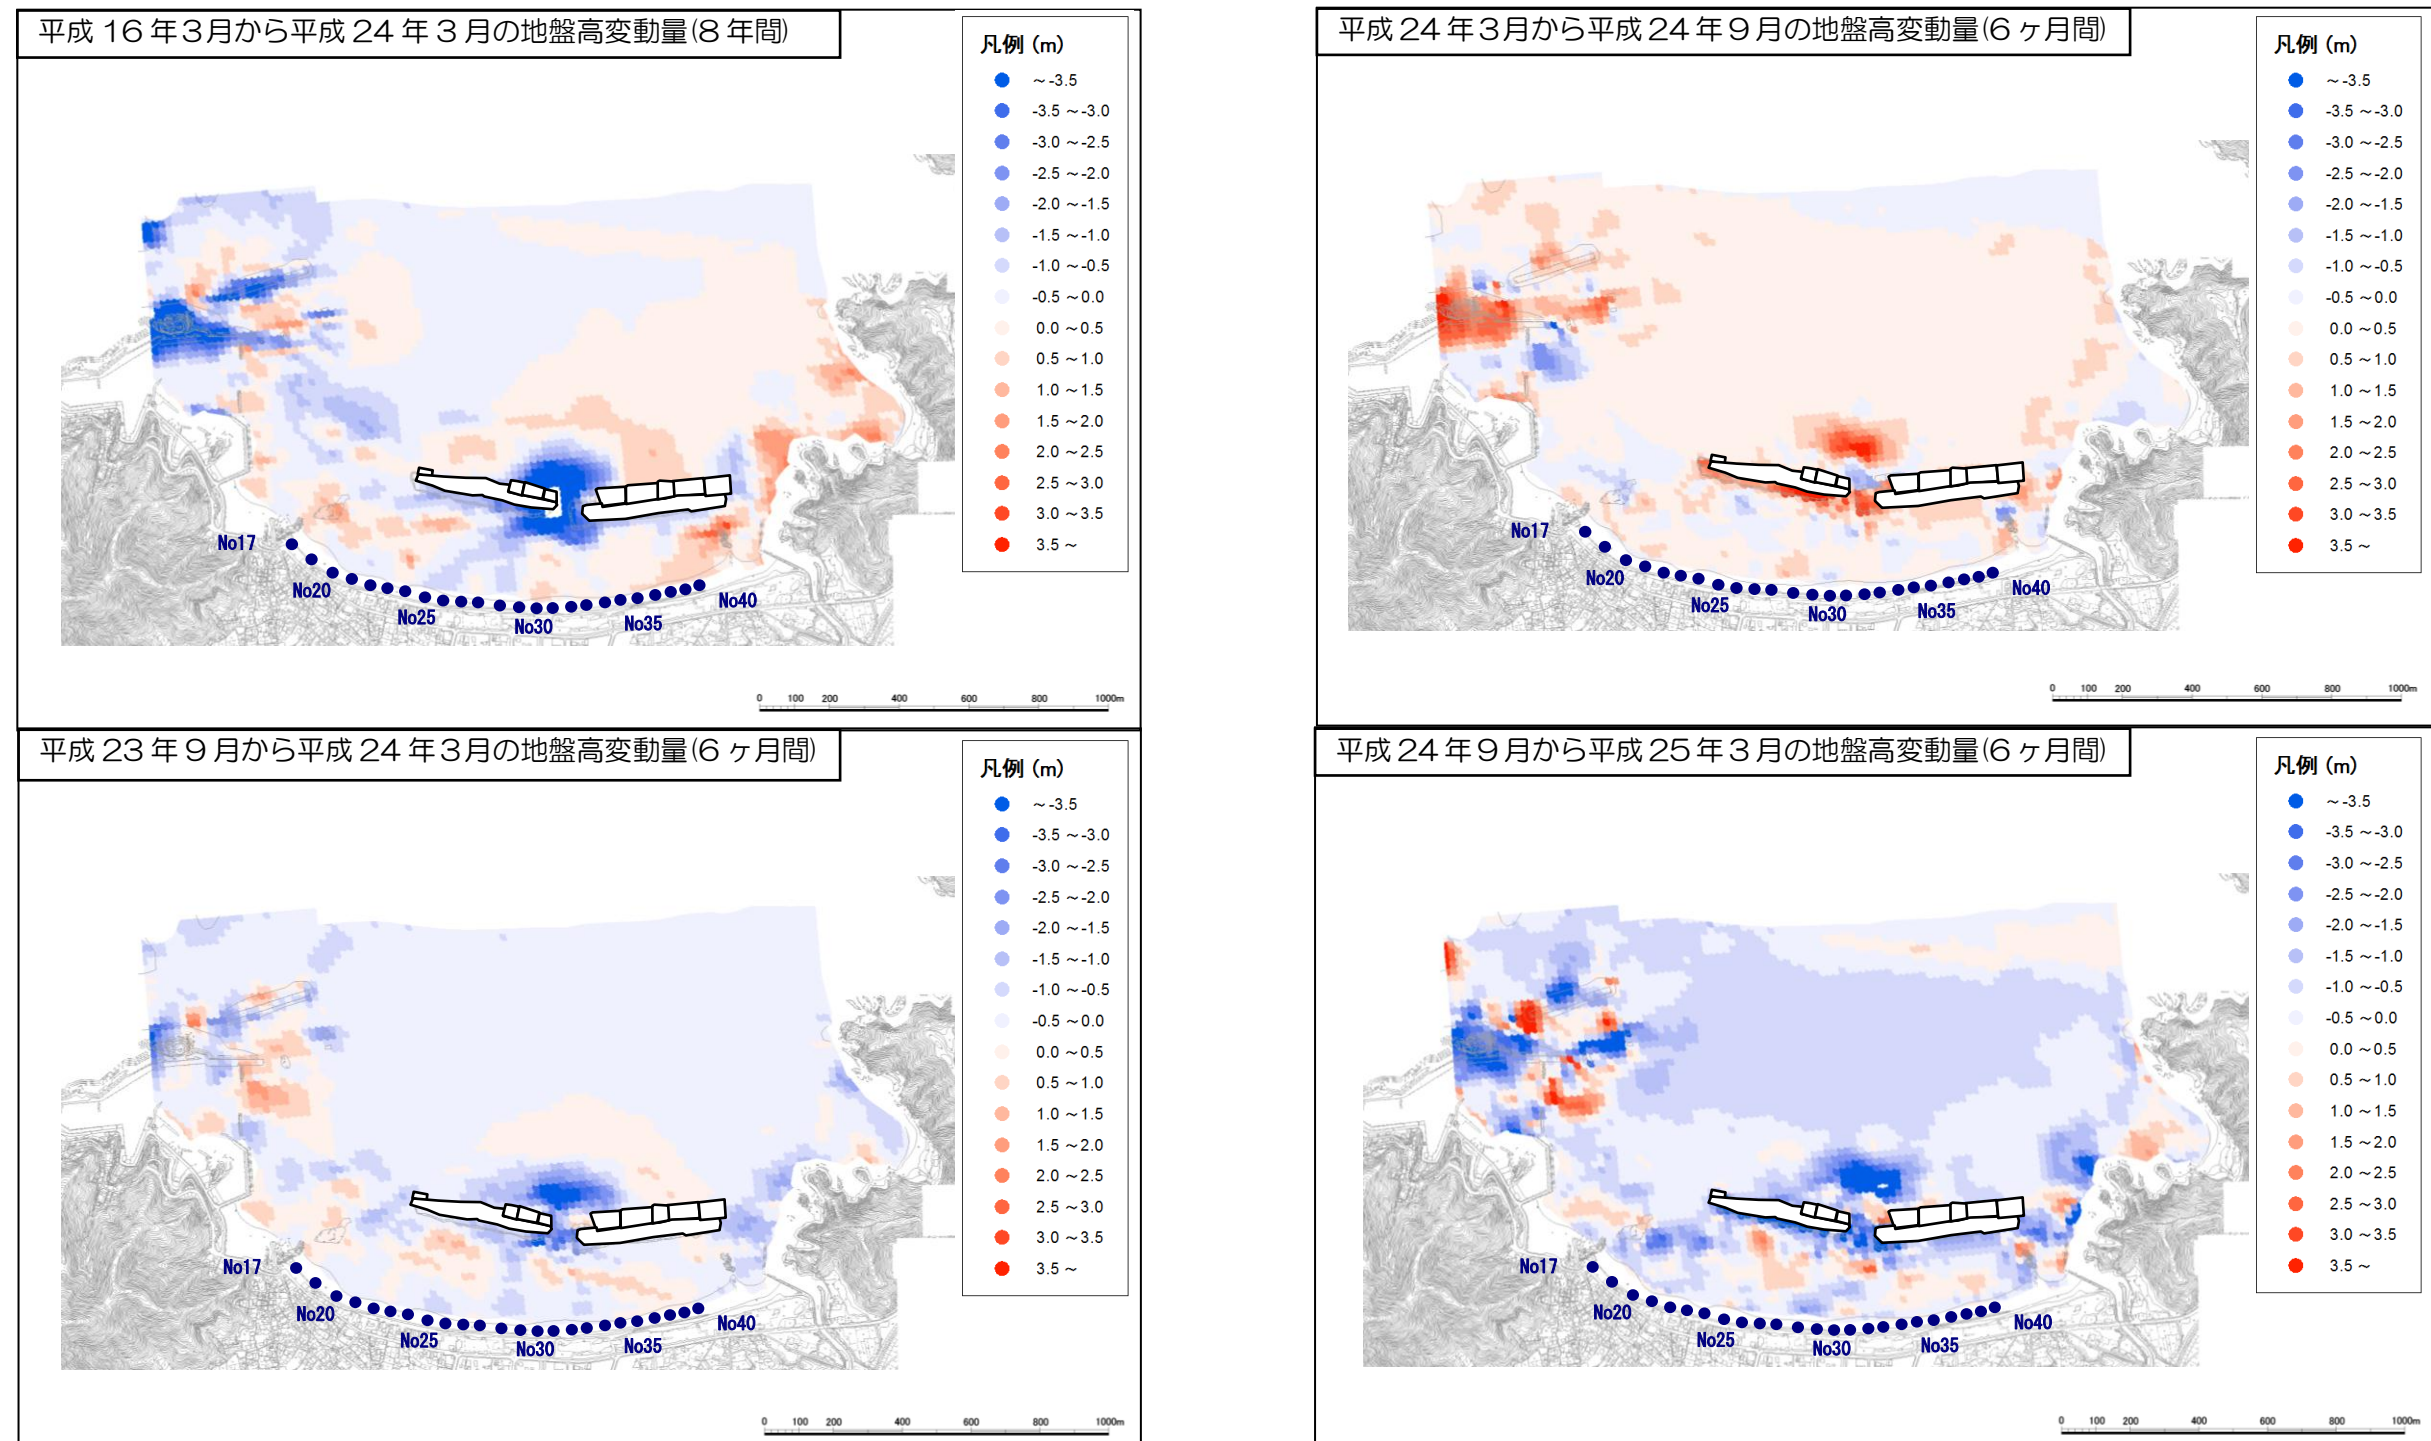 平成16年3月から平成24年3月の地盤高変動量(8年間)
凡例 (m)
～-3.5
-3.5 ～-3.0
-3.0 ～-2.5
-2.5 ～-2.0
-2.0 ～-1.5
-1.5 ～-1.0
-1.0 ～-0.5
-0.5 ～0.0
0.0 ～0.5
0.5 ～1.0
1.0 ～1.5
1.5 ～2.0
2.0 ～2.5
2.5 ～3.0
3.0 ～3.5
3.5 ～
No17
No20
No25
No30
No35
No40
0 100 200 400 600 800 1000m
平成24年3月から平成24年9月の地盤高変動量(6ヶ月間)
凡例 (m)
～-3.5
-3.5 ～-3.0
-3.0 ～-2.5
-2.5 ～-2.0
-2.0 ～-1.5
-1.5 ～-1.0
-1.0 ～-0.5
-0.5 ～0.0
0.0 ～0.5
0.5 ～1.0
1.0 ～1.5
1.5 ～2.0
2.0 ～2.5
2.5 ～3.0
3.0 ～3.5
3.5 ～
No17
No20
No25
No30
No35
No40
0 100 200 400 600 800 1000m
平成23年9月から平成24年3月の地盤高変動量(6ヶ月間)
凡例 (m)
～-3.5
-3.5 ～-3.0
-3.0 ～-2.5
-2.5 ～-2.0
-2.0 ～-1.5
-1.5 ～-1.0
-1.0 ～-0.5
-0.5 ～0.0
0.0 ～0.5
0.5 ～1.0
1.0 ～1.5
1.5 ～2.0
2.0 ～2.5
2.5 ～3.0
3.0 ～3.5
3.5 ～
No17
No20
No25
No30
No35
No40
0 100 200 400 600 800 1000m
平成24年9月から平成25年3月の地盤高変動量(6ヶ月間)
凡例 (m)
～-3.5
-3.5 ～-3.0
-3.0 ～-2.5
-2.5 ～-2.0
-2.0 ～-1.5
-1.5 ～-1.0
-1.0 ～-0.5
-0.5 ～0.0
0.0 ～0.5
0.5 ～1.0
1.0 ～1.5
1.5 ～2.0
2.0 ～2.5
2.5 ～3.0
3.0 ～3.5
3.5 ～
No17
No20
No25
No30
No35
No40
0 100 200 400 600 800 1000m